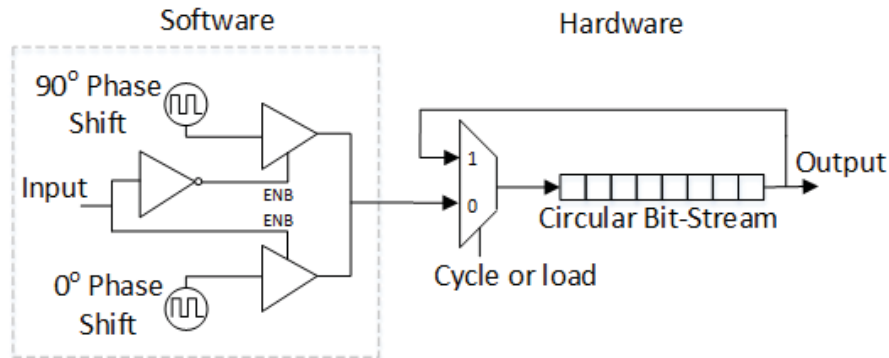 Software
Hardware
90° Phase
Shift
Input
ENB
ENB
0° Phase
Shift
1
0
Cycle or load
Circular Bit-Stream
Output